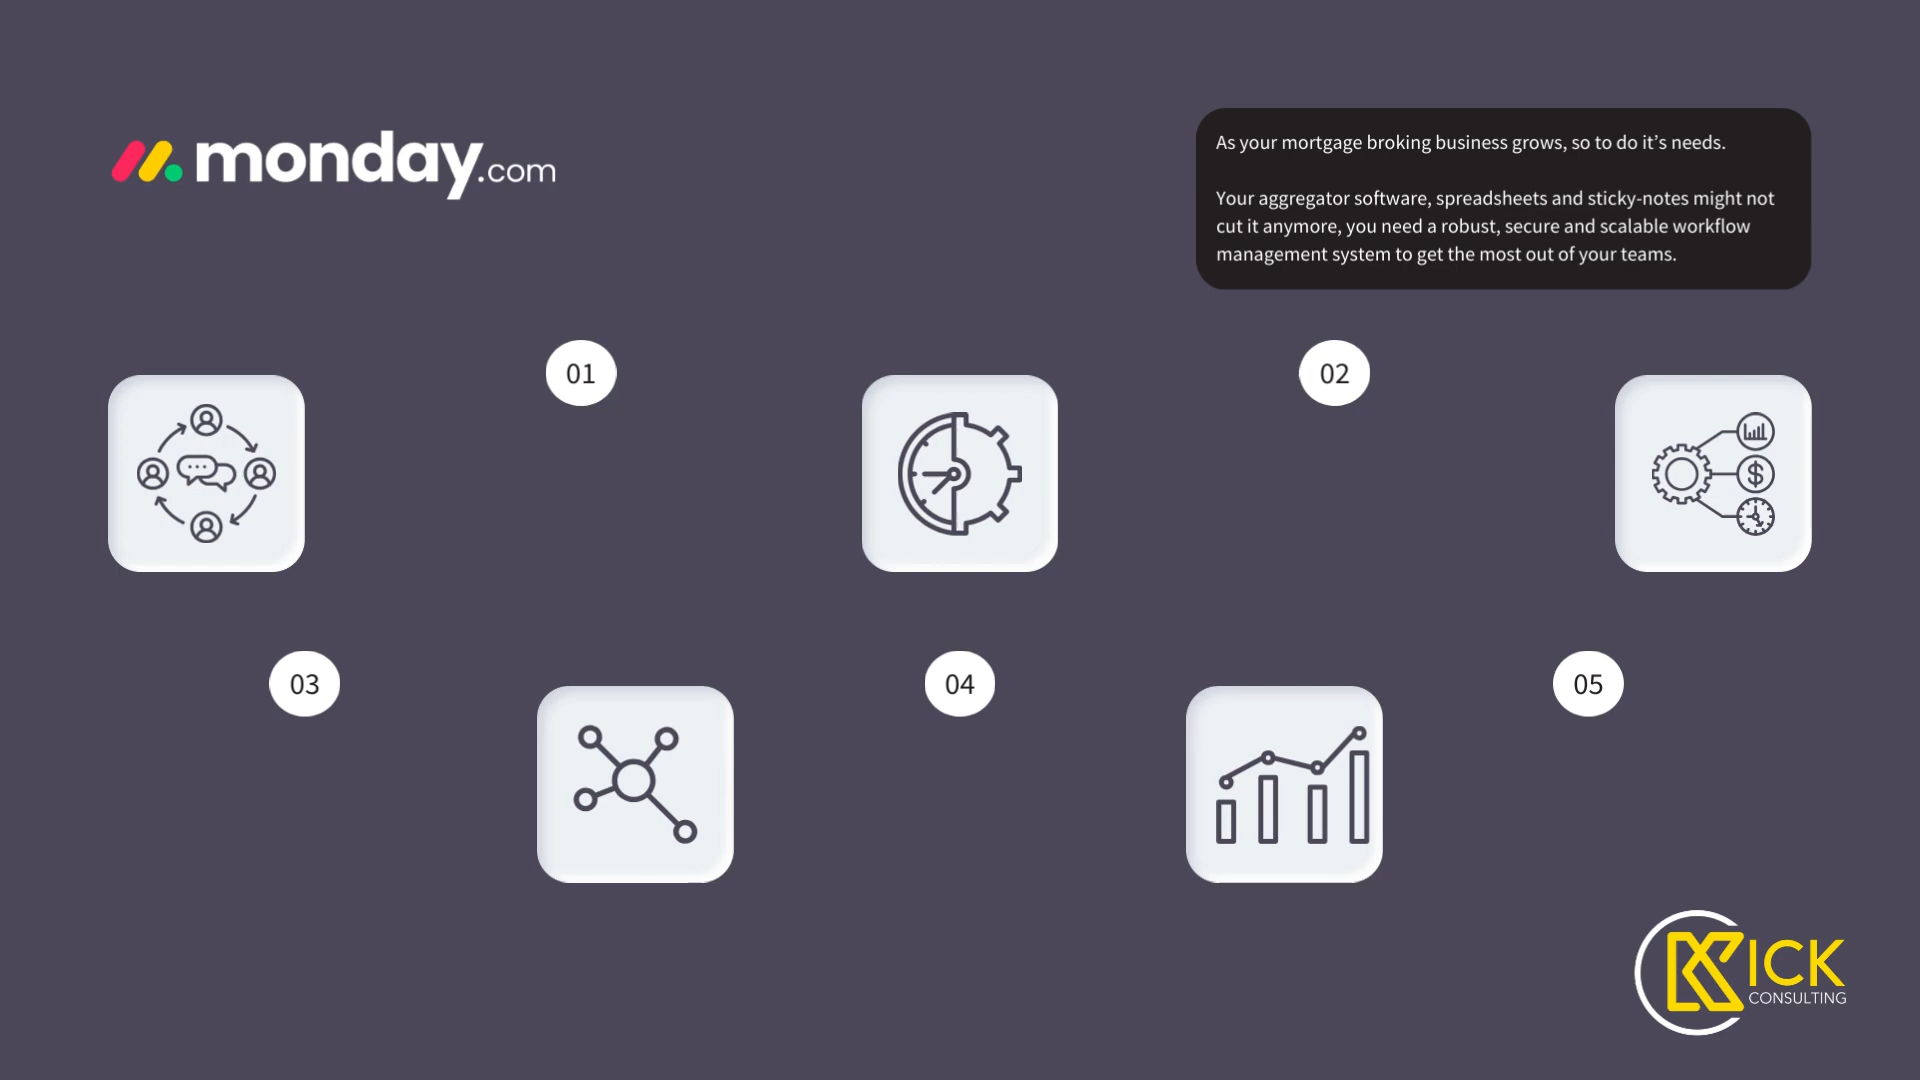 monday.com
As your mortgage broking business grows, so to do it’s needs.
Your aggregator software, spreadsheets and sticky-notes might not
cut it anymore, you need a robust, secure and scalable workflow
management system to get the most out of your teams.
01
02
$
03
04
05
KICK
CONSULTING